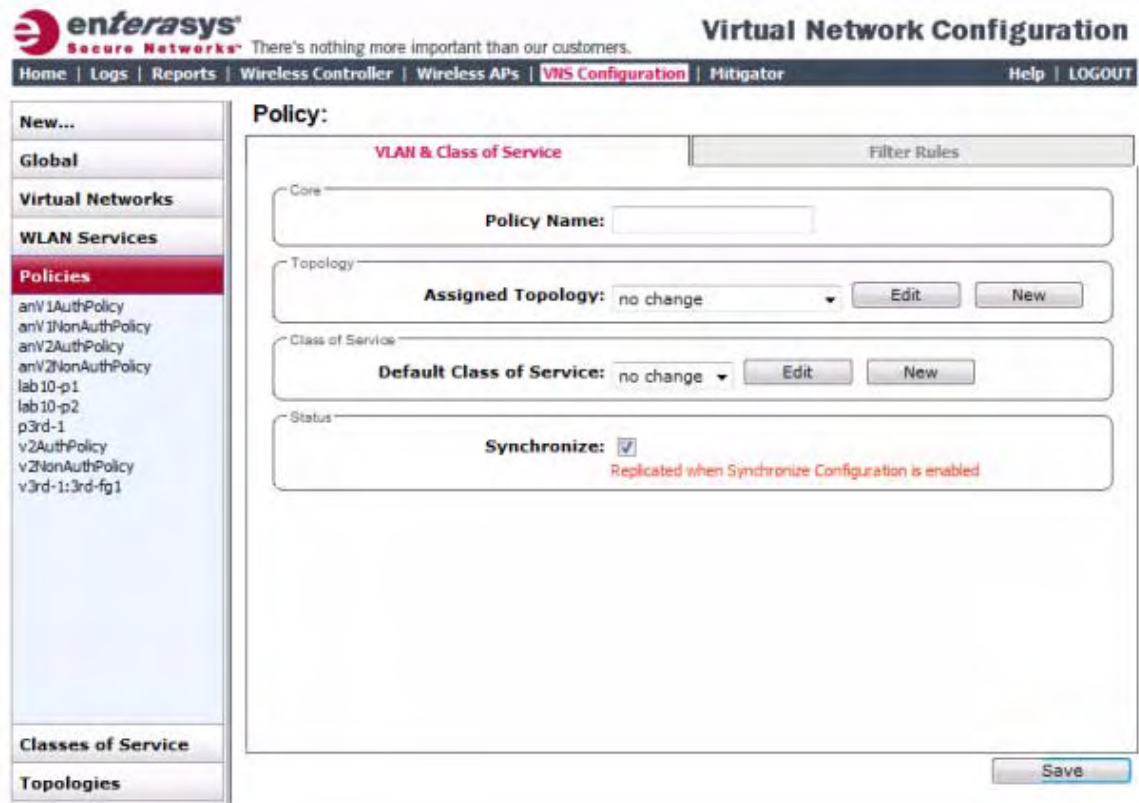 enterasys
Secure Networks™ There's nothing more important than our customers.
Virtual Network Configuration
Home | Logs | Reports | Wireless Controller | Wireless APs | VNS Configuration | Mitigator Help | LOGOUT
New...
Global
Virtual Networks
WLAN Services
Policies
anV1AuthPolicy
anV1NonAuthPolicy
anV2AuthPolicy
anV2NonAuthPolicy
lab10-p1
lab10-p2
p3rd-1
v2AuthPolicy
v2NonAuthPolicy
v3rd-1:3rd-fg1
Classes of Service
Topologies
Policy:
VLAN & Class of Service Filter Rules
Core
Policy Name:
Topology
Assigned Topology: no change Edit New
Class of Service
Default Class of Service: no change Edit New
Status
Synchronize:
Replicated when Synchronize Configuration is enabled
Save